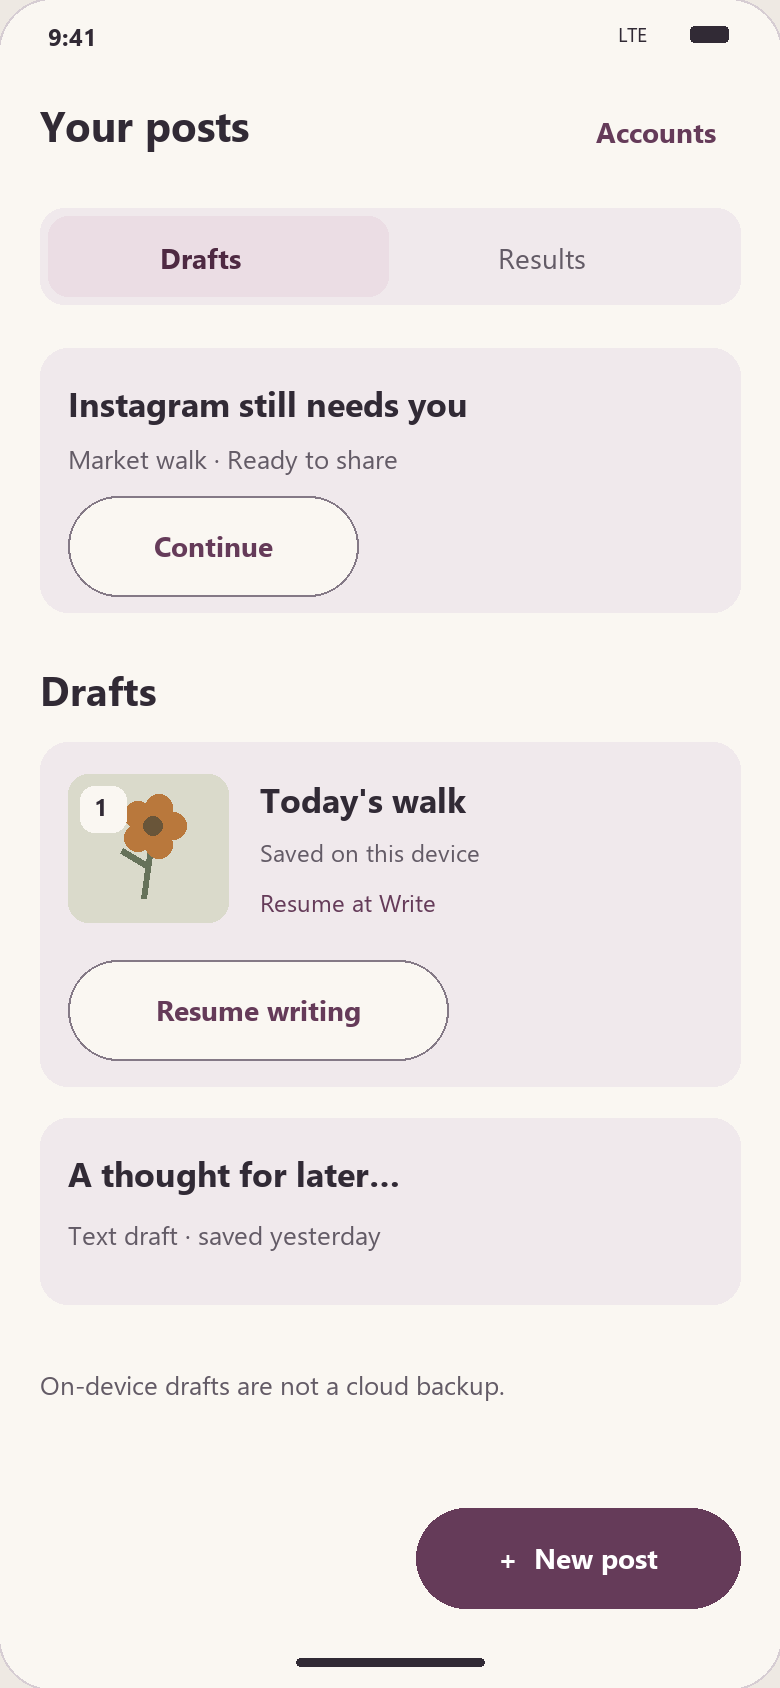 9:41
LTE
Your posts
Accounts
Drafts
Results
Instagram still needs you
Market walk · Ready to share
Continue
Drafts
1
Today's walk
Saved on this device
Resume at Write
Resume writing
A thought for later…
Text draft · saved yesterday
On-device drafts are not a cloud backup.
+ New post